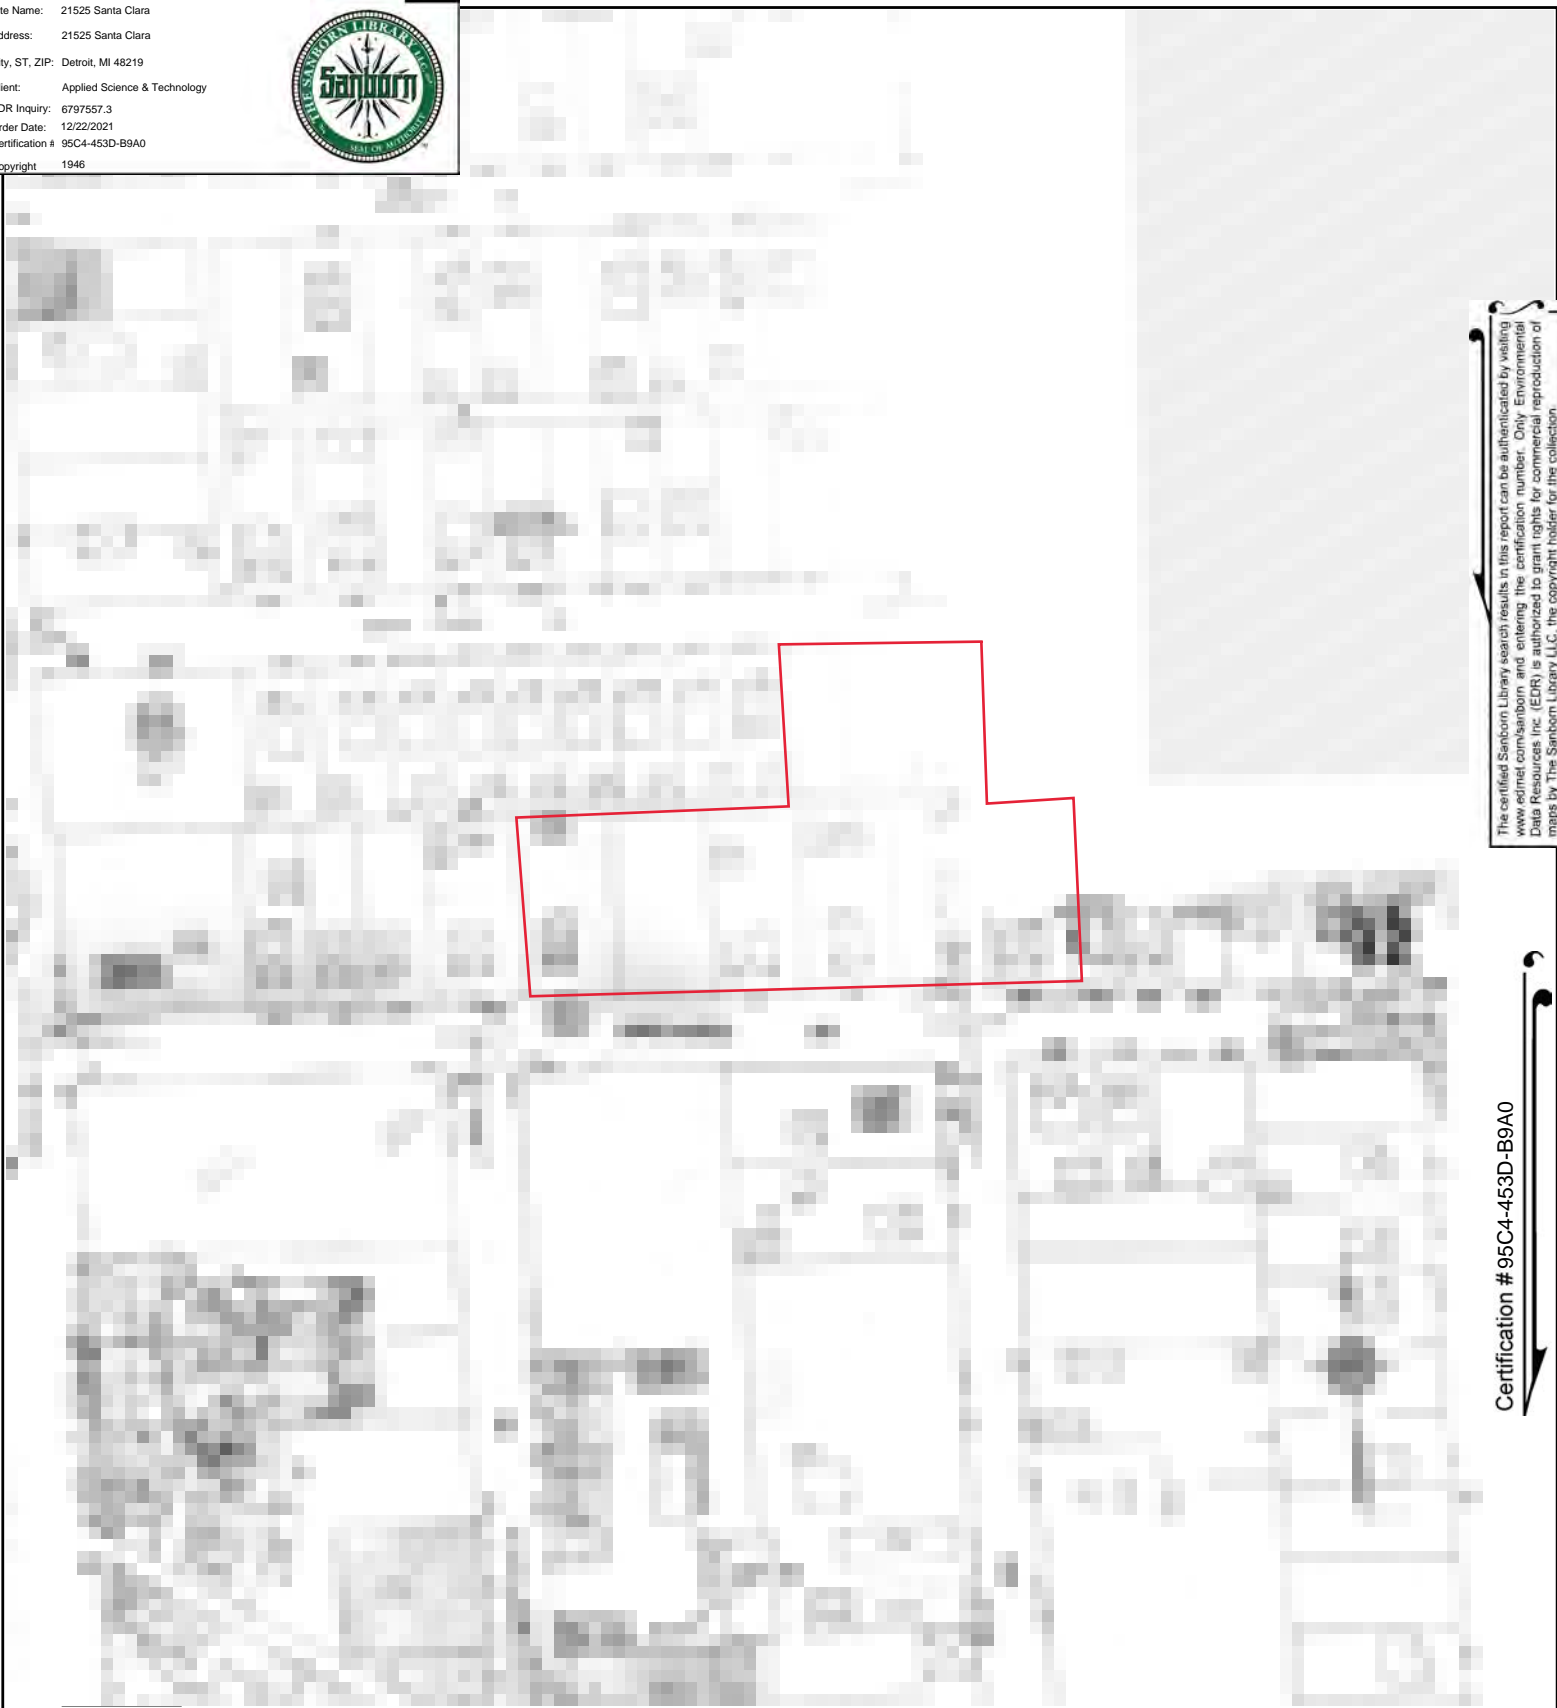 te Name: 21525 Santa Clara
ddress: 21525 Santa Clara
ty, ST, ZIP: Detroit, MI 48219
ient: Applied Science & Technology
DR Inquiry: 6797557.3
rder Date: 12/22/2021
ertification # 95C4-453D-B9A0
opyright 1946
THE SANBORN LIBRARY LLC
Sanborn
SEAL OF AUTHORITY
The certified Sanborn Library search results in this report can be authenticated by visiting
www.edrnet.com/sanborn and entering the certification number. Only Environmental
Data Resources Inc. (EDR) is authorized to grant rights for commercial reproduction of
maps by The Sanborn Library LLC, the copyright holder for the collection.
Certification # 95C4-453D-B9A0